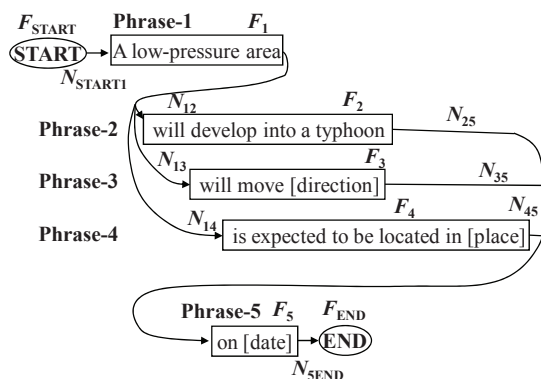 F_START Phrase-1 F_1
START A low-pressure area
N_START1
N_12 F_2 N_25
Phrase-2 will develop into a typhoon
N_13 F_3 N_35
Phrase-3 will move [direction]
N_14 F_4 N_45
Phrase-4 is expected to be located in [place]
Phrase-5 F_5 F_END
on [date] END
N_5END